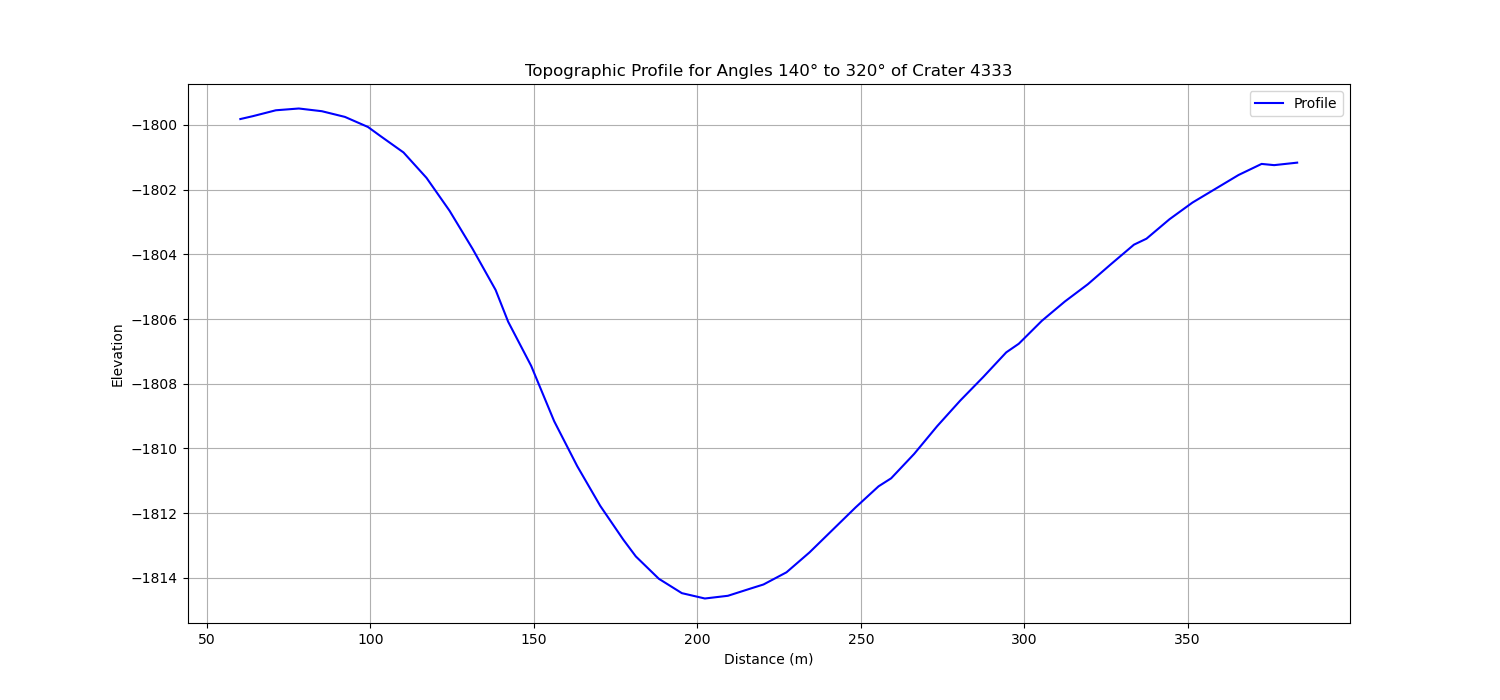 Topographic Profile for Angles 140° to 320° of Crater 4333
Profile
−1800
−1802
−1804
−1806
−1808
−1810
−1812
−1814
Elevation
50 100 150 200 250 300 350
Distance (m)